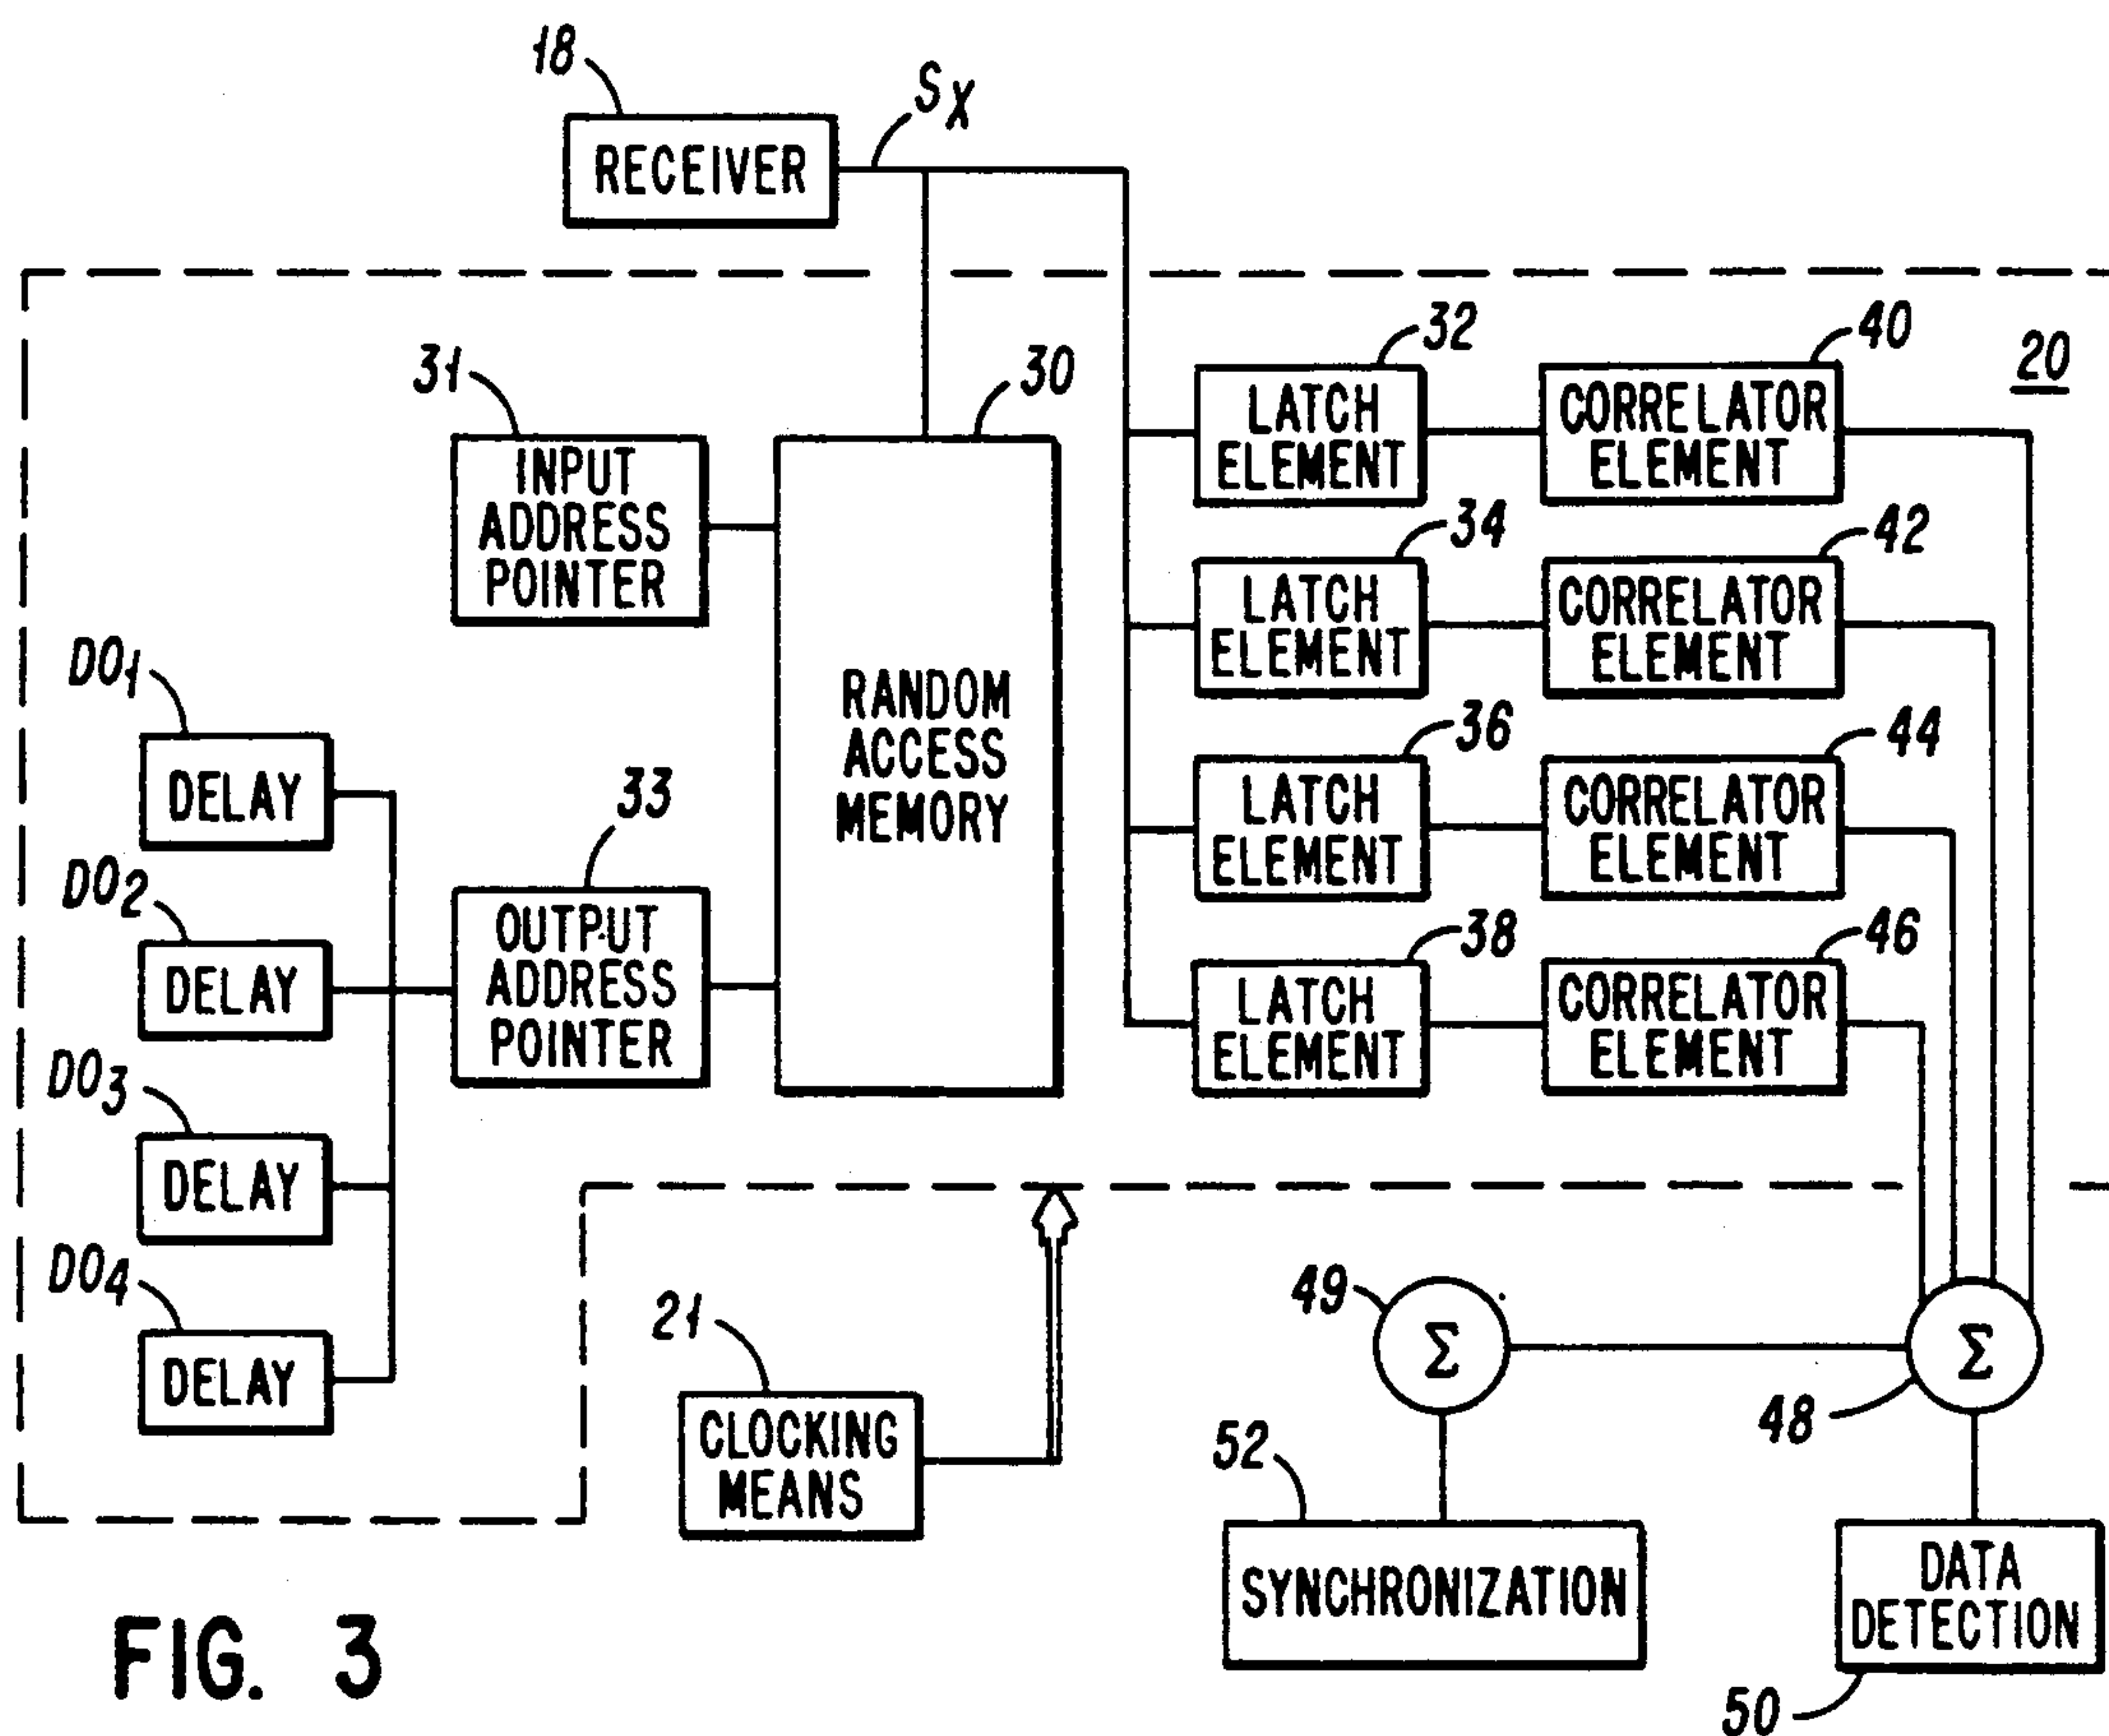 18
Sx
RECEIVER
31
30
32
40
20
INPUT
ADDRESS
POINTER
LATCH
ELEMENT
CORRELATOR
ELEMENT
34
42
LATCH
ELEMENT
CORRELATOR
ELEMENT
RANDOM
ACCESS
MEMORY
DO1
DELAY
33
36
44
LATCH
ELEMENT
CORRELATOR
ELEMENT
DO2
DELAY
OUTPUT
ADDRESS
POINTER
38
46
LATCH
ELEMENT
CORRELATOR
ELEMENT
DO3
DELAY
DO4
DELAY
21
CLOCKING
MEANS
49
Σ
Σ
48
52
SYNCHRONIZATION
DATA
DETECTION
50
FIG. 3